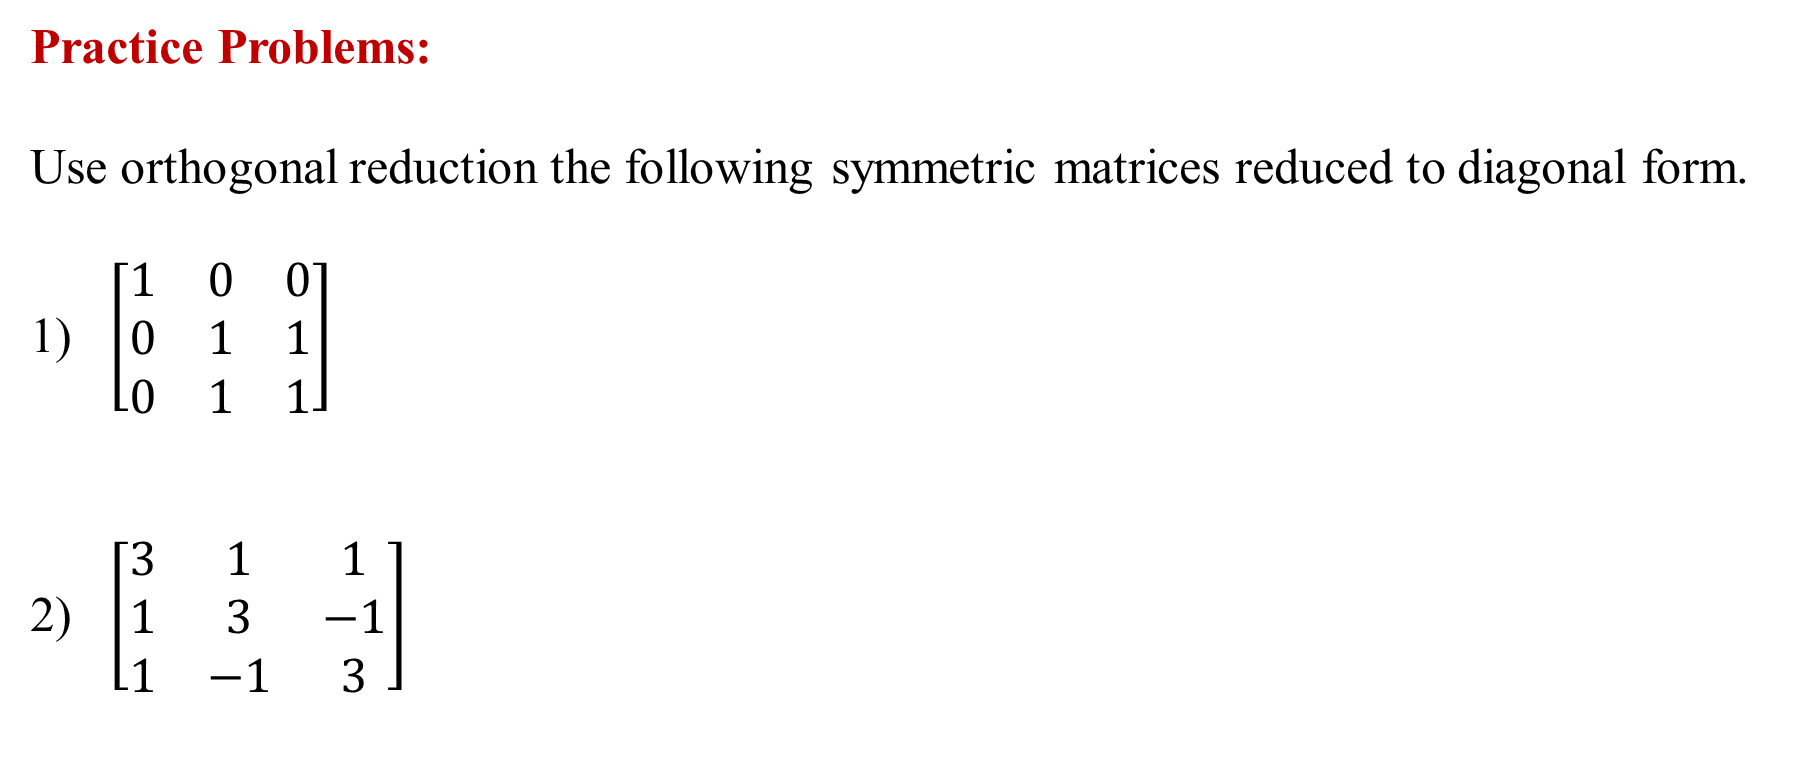 Practice Problems:
Use orthogonal reduction the following symmetric matrices reduced to diagonal form.
1) [1 0 0
0 1 1
0 1 1]
2) [3 1 1
1 3 −1
1 −1 3]